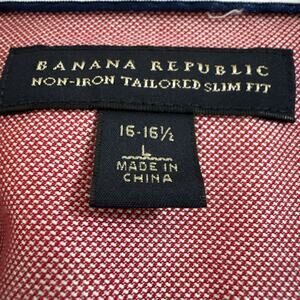 BANANA REPUBLIC
NON-IRON TAILORED SLIM FIT
16-16½
L
MADE IN
CHINA